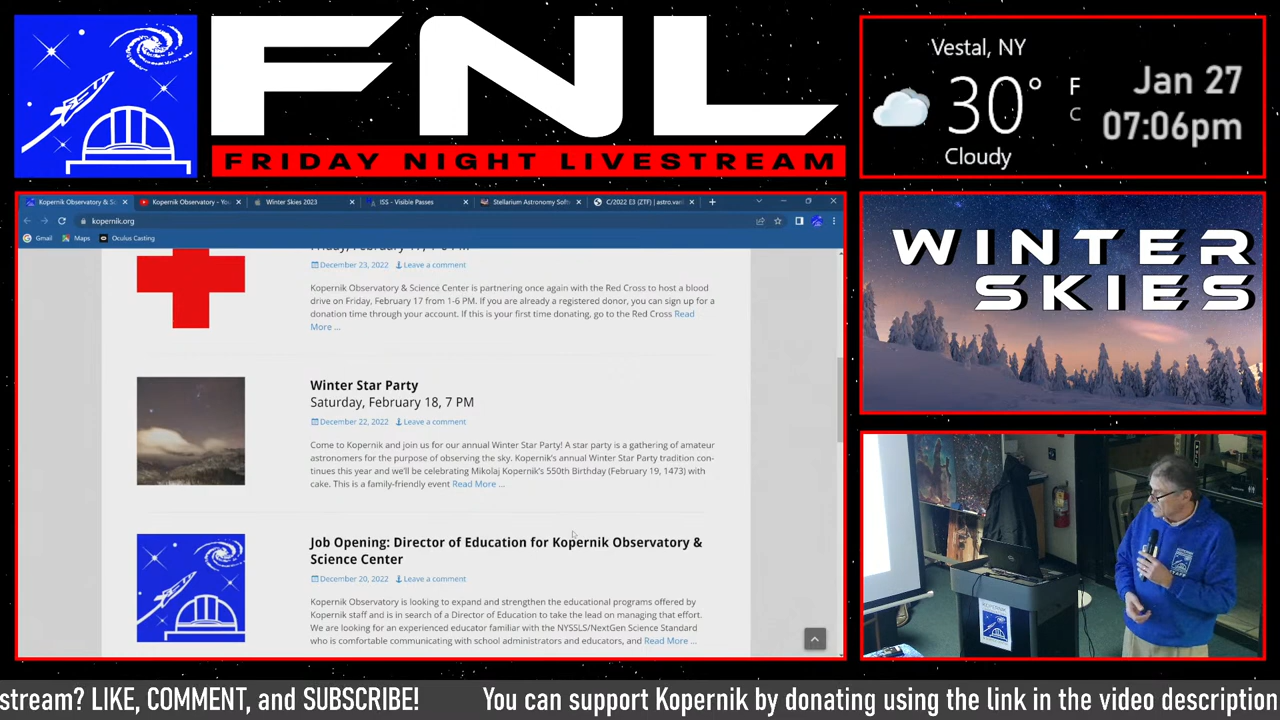 FNL
FRIDAY NIGHT LIVESTREAM
Vestal, NY
30°
F
C
Cloudy
Jan 27
07:06pm
Kopernik Observatory & Sc
Kopernik Observatory - You
Winter Skies 2023
ISS - Visible Passes
Stellarium Astronomy Softw
C/2022 E3 (ZTF) | astro.van
kopernik.org
Gmail
Maps
Oculus Casting
December 23, 2022 Leave a comment
Kopernik Observatory & Science Center is partnering once again with the Red Cross to host a blood
drive on Friday, February 17 from 1-6 PM. If you are already a registered donor, you can sign up for a
donation time through your account. If this is your first time donating, go to the Red Cross Read
More ...
Winter Star Party
Saturday, February 18, 7 PM
December 22, 2022 Leave a comment
Come to Kopernik and join us for our annual Winter Star Party! A star party is a gathering of amateur
astronomers for the purpose of observing the sky. Kopernik's annual Winter Star Party tradition con-
tinues this year and we'll be celebrating Mikolaj Kopernik's 550th Birthday (February 19, 1473) with
cake. This is a family-friendly event Read More ...
Job Opening: Director of Education for Kopernik Observatory &
Science Center
December 20, 2022 Leave a comment
Kopernik Observatory is looking to expand and strengthen the educational programs offered by
Kopernik staff and is in search of a Director of Education to take the lead on managing that effort.
We are looking for an experienced educator familiar with the NYSSLS/NextGen Science Standard
who is comfortable communicating with school administrators and educators, and Read More ...
WINTER
SKIES
stream? LIKE, COMMENT, and SUBSCRIBE!
You can support Kopernik by donating using the link in the video description